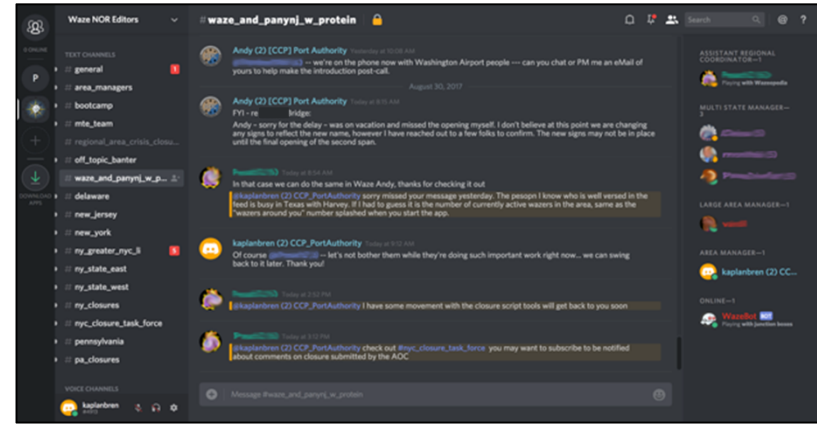 Waze NOR Editors
# waze_and_panynj_w_protein
Search
TEXT CHANNELS
general
1
area_managers
bootcamp
mte_team
regional_area_crisis_closu...
off_topic_banter
waze_and_panynj_w_p...
delaware
new_jersey
new_york
ny_greater_nyc_li
5
ny_state_east
ny_state_west
ny_closures
nyc_closure_task_force
pennsylvania
pa_closures
VOICE CHANNELS
kaplanbren
P
DOWNLOAD
APPS
Andy (2) [CCP] Port Authority Yesterday at 10:08 AM
-- we're on the phone now with Washington Airport people --- can you chat or PM me an eMail of
yours to help make the introduction post-call.
August 30, 2017
Andy (2) [CCP] Port Authority Today at 8:15 AM
FYI - re ridge:
Andy – sorry for the delay – was on vacation and missed the opening myself. I don't believe at this point we are changing
any signs to reflect the new name, however I have reached out to a few folks to confirm. The new signs may not be in place
until the final opening of the second span.
Today at 8:54 AM
In that case we can do the same in Waze Andy, thanks for checking it out
@kaplanbren (2) CCP_PortAuthority sorry missed your message yesterday. The pesopn I know who is well versed in the
feed is busy in Texas with Harvey. If I had to guess it is the number of currently active wazers in the area, same as the
"wazers around you" number splashed when you start the app.
kaplanbren (2) CCP_PortAuthority Today at 9:12 AM
Of course -- let's not bother them while they're doing such important work right now... we can swing
back to it later. Thank you!
Today at 2:52 PM
@kaplanbren (2) CCP_PortAuthority I have some movement with the closure script tools will get back to you soon
Today at 3:12 PM
@kaplanbren (2) CCP_PortAuthority check out #nyc_closure_task_force you may want to subscribe to be notified
about comments on closure submitted by the AOC
Message #waze_and_panynj_w_protein
ASSISTANT REGIONAL
COORDINATOR—1
Playing with Wazeopedia
MULTI STATE MANAGER—
3
LARGE AREA MANAGER—1
AREA MANAGER—1
kaplanbren (2) CC...
ONLINE—1
WazeBot BOT
Playing with junction boxes